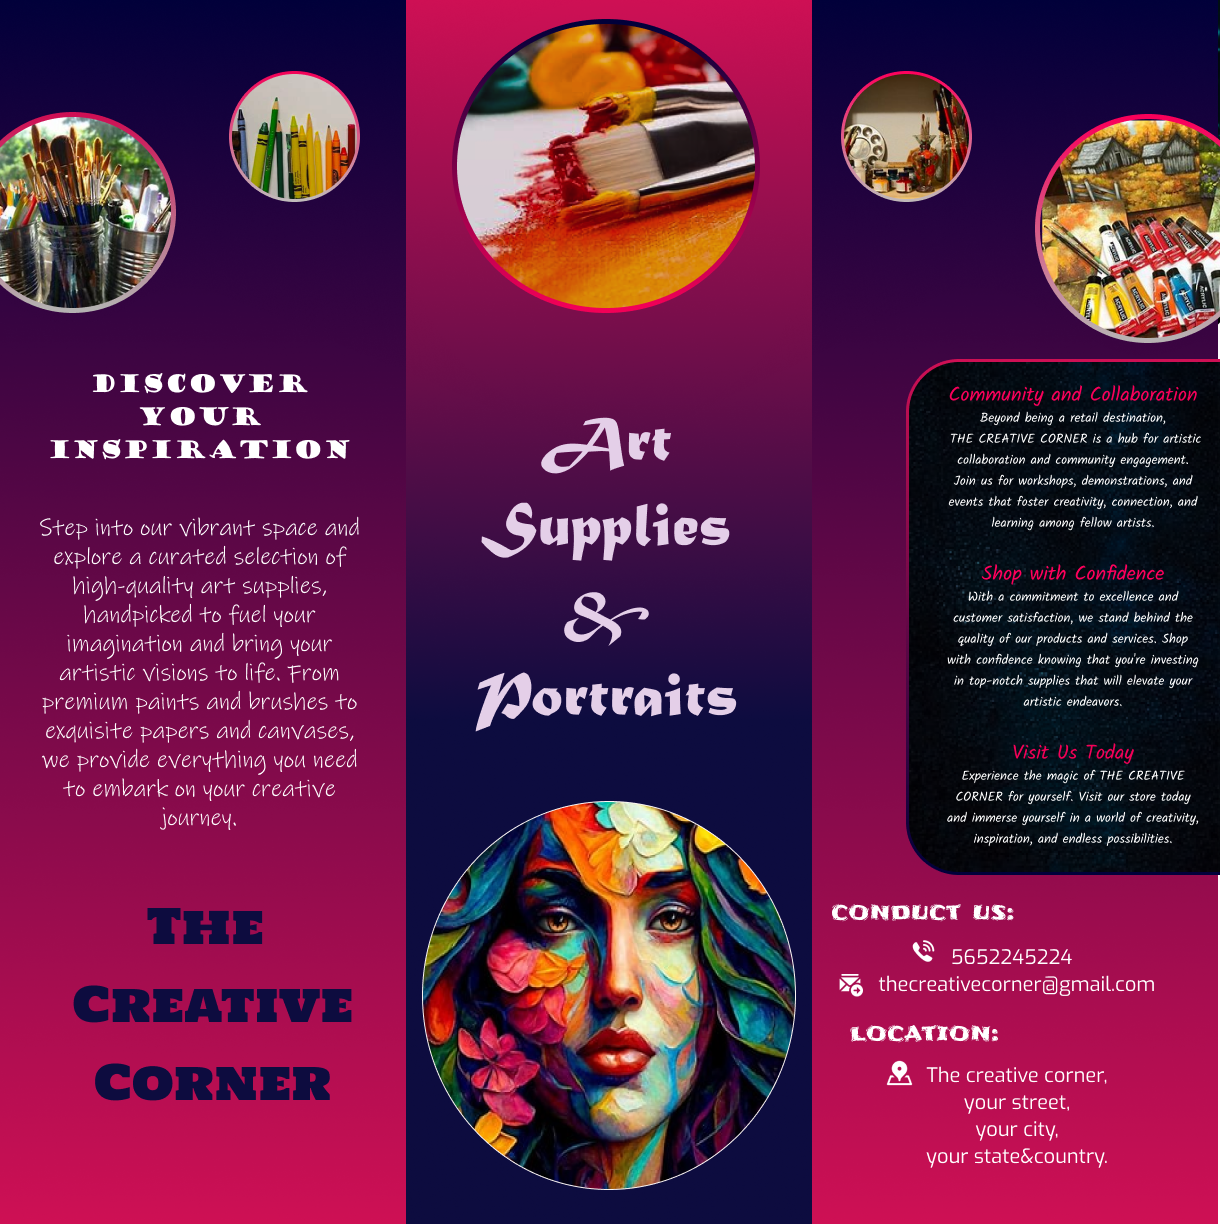 DISCOVER
YOUR
INSPIRATION
Step into our vibrant space and
explore a curated selection of
high-quality art supplies,
handpicked to fuel your
imagination and bring your
artistic visions to life. From
premium paints and brushes to
exquisite papers and canvases,
we provide everything you need
to embark on your creative
journey.
THE
CREATIVE
CORNER
Art
Supplies
&
Portraits
Community and Collaboration
Beyond being a retail destination,
THE CREATIVE CORNER is a hub for artistic
collaboration and community engagement.
Join us for workshops, demonstrations, and
events that foster creativity, connection, and
learning among fellow artists.
Shop with Confidence
With a commitment to excellence and
customer satisfaction, we stand behind the
quality of our products and services. Shop
with confidence knowing that you're investing
in top-notch supplies that will elevate your
artistic endeavors.
Visit Us Today
Experience the magic of THE CREATIVE
CORNER for yourself. Visit our store today
and immerse yourself in a world of creativity,
inspiration, and endless possibilities.
CONDUCT US:
5652245224
thecreativecorner@gmail.com
LOCATION:
The creative corner,
your street,
your city,
your state&country.